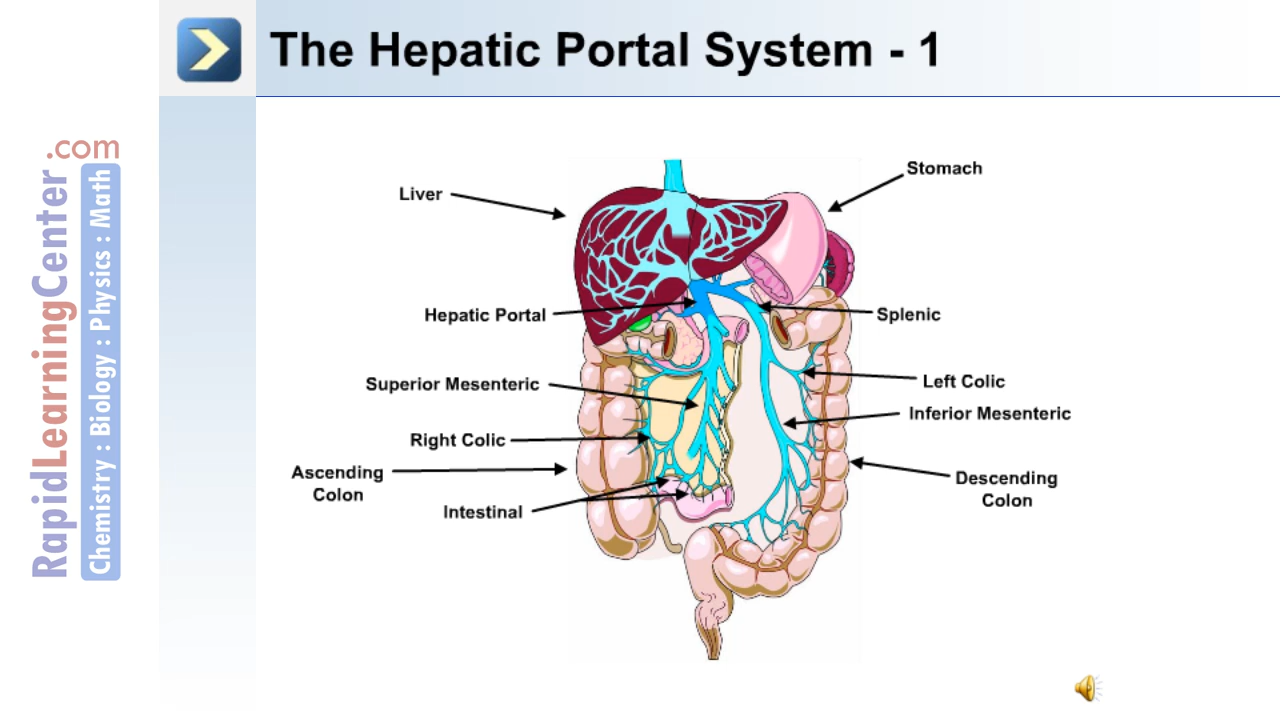 The Hepatic Portal System - 1
RapidLearningCenter
.com
Chemistry : Biology : Physics : Math
Stomach
Liver
Hepatic Portal
Splenic
Superior Mesenteric
Left Colic
Inferior Mesenteric
Right Colic
Ascending
Colon
Descending
Colon
Intestinal